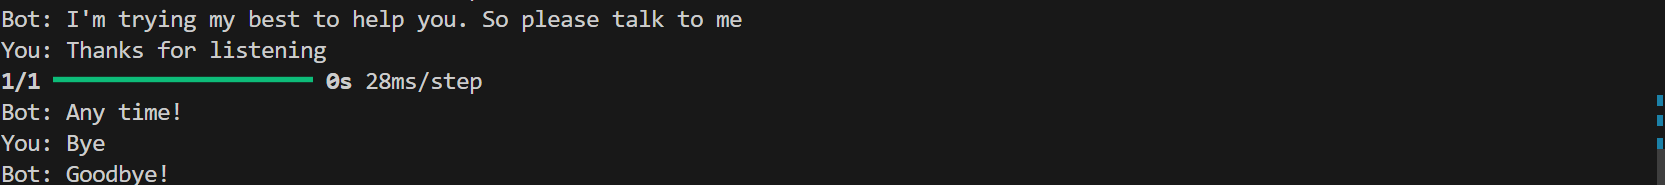 Bot: I'm trying my best to help you. So please talk to me
You: Thanks for listening
1/1 0s 28ms/step
Bot: Any time!
You: Bye
Bot: Goodbye!